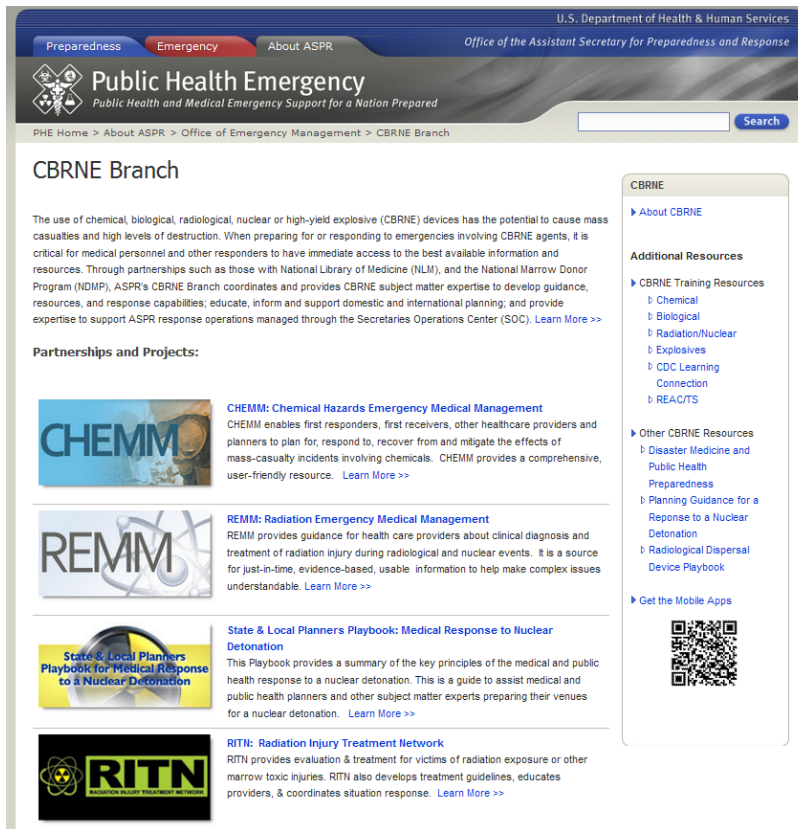 U.S. Department of Health & Human Services
Preparedness
Emergency
About ASPR
Office of the Assistant Secretary for Preparedness and Response
Public Health Emergency
Public Health and Medical Emergency Support for a Nation Prepared
Search
PHE Home > About ASPR > Office of Emergency Management > CBRNE Branch
CBRNE Branch
The use of chemical, biological, radiological, nuclear or high-yield explosive (CBRNE) devices has the potential to cause mass
casualties and high levels of destruction. When preparing for or responding to emergencies involving CBRNE agents, it is
critical for medical personnel and other responders to have immediate access to the best available information and
resources. Through partnerships such as those with National Library of Medicine (NLM), and the National Marrow Donor
Program (NDMP), ASPR's CBRNE Branch coordinates and provides CBRNE subject matter expertise to develop guidance,
resources, and response capabilities; educate, inform and support domestic and international planning; and provide
expertise to support ASPR response operations managed through the Secretaries Operations Center (SOC). Learn More >>
Partnerships and Projects:
CHEMM
CHEMM: Chemical Hazards Emergency Medical Management
CHEMM enables first responders, first receivers, other healthcare providers and
planners to plan for, respond to, recover from and mitigate the effects of
mass-casualty incidents involving chemicals. CHEMM provides a comprehensive,
user-friendly resource. Learn More >>
REMM
REMM: Radiation Emergency Medical Management
REMM provides guidance for health care providers about clinical diagnosis and
treatment of radiation injury during radiological and nuclear events. It is a source
for just-in-time, evidence-based, usable information to help make complex issues
understandable. Learn More >>
State & Local Planners
Playbook for Medical Response
to a Nuclear Detonation
State & Local Planners Playbook: Medical Response to Nuclear
Detonation
This Playbook provides a summary of the key principles of the medical and public
health response to a nuclear detonation. This is a guide to assist medical and
public health planners and other subject matter experts preparing their venues
for a nuclear detonation. Learn More >>
RITN
RADIATION INJURY TREATMENT NETWORK
RITN: Radiation Injury Treatment Network
RITN provides evaluation & treatment for victims of radiation exposure or other
marrow toxic injuries. RITN also develops treatment guidelines, educates
providers, & coordinates situation response. Learn More >>
CBRNE
About CBRNE
Additional Resources
CBRNE Training Resources
Chemical
Biological
Radiation/Nuclear
Explosives
CDC Learning
Connection
REAC/TS
Other CBRNE Resources
Disaster Medicine and
Public Health
Preparedness
Planning Guidance for a
Reponse to a Nuclear
Detonation
Radiological Dispersal
Device Playbook
Get the Mobile Apps